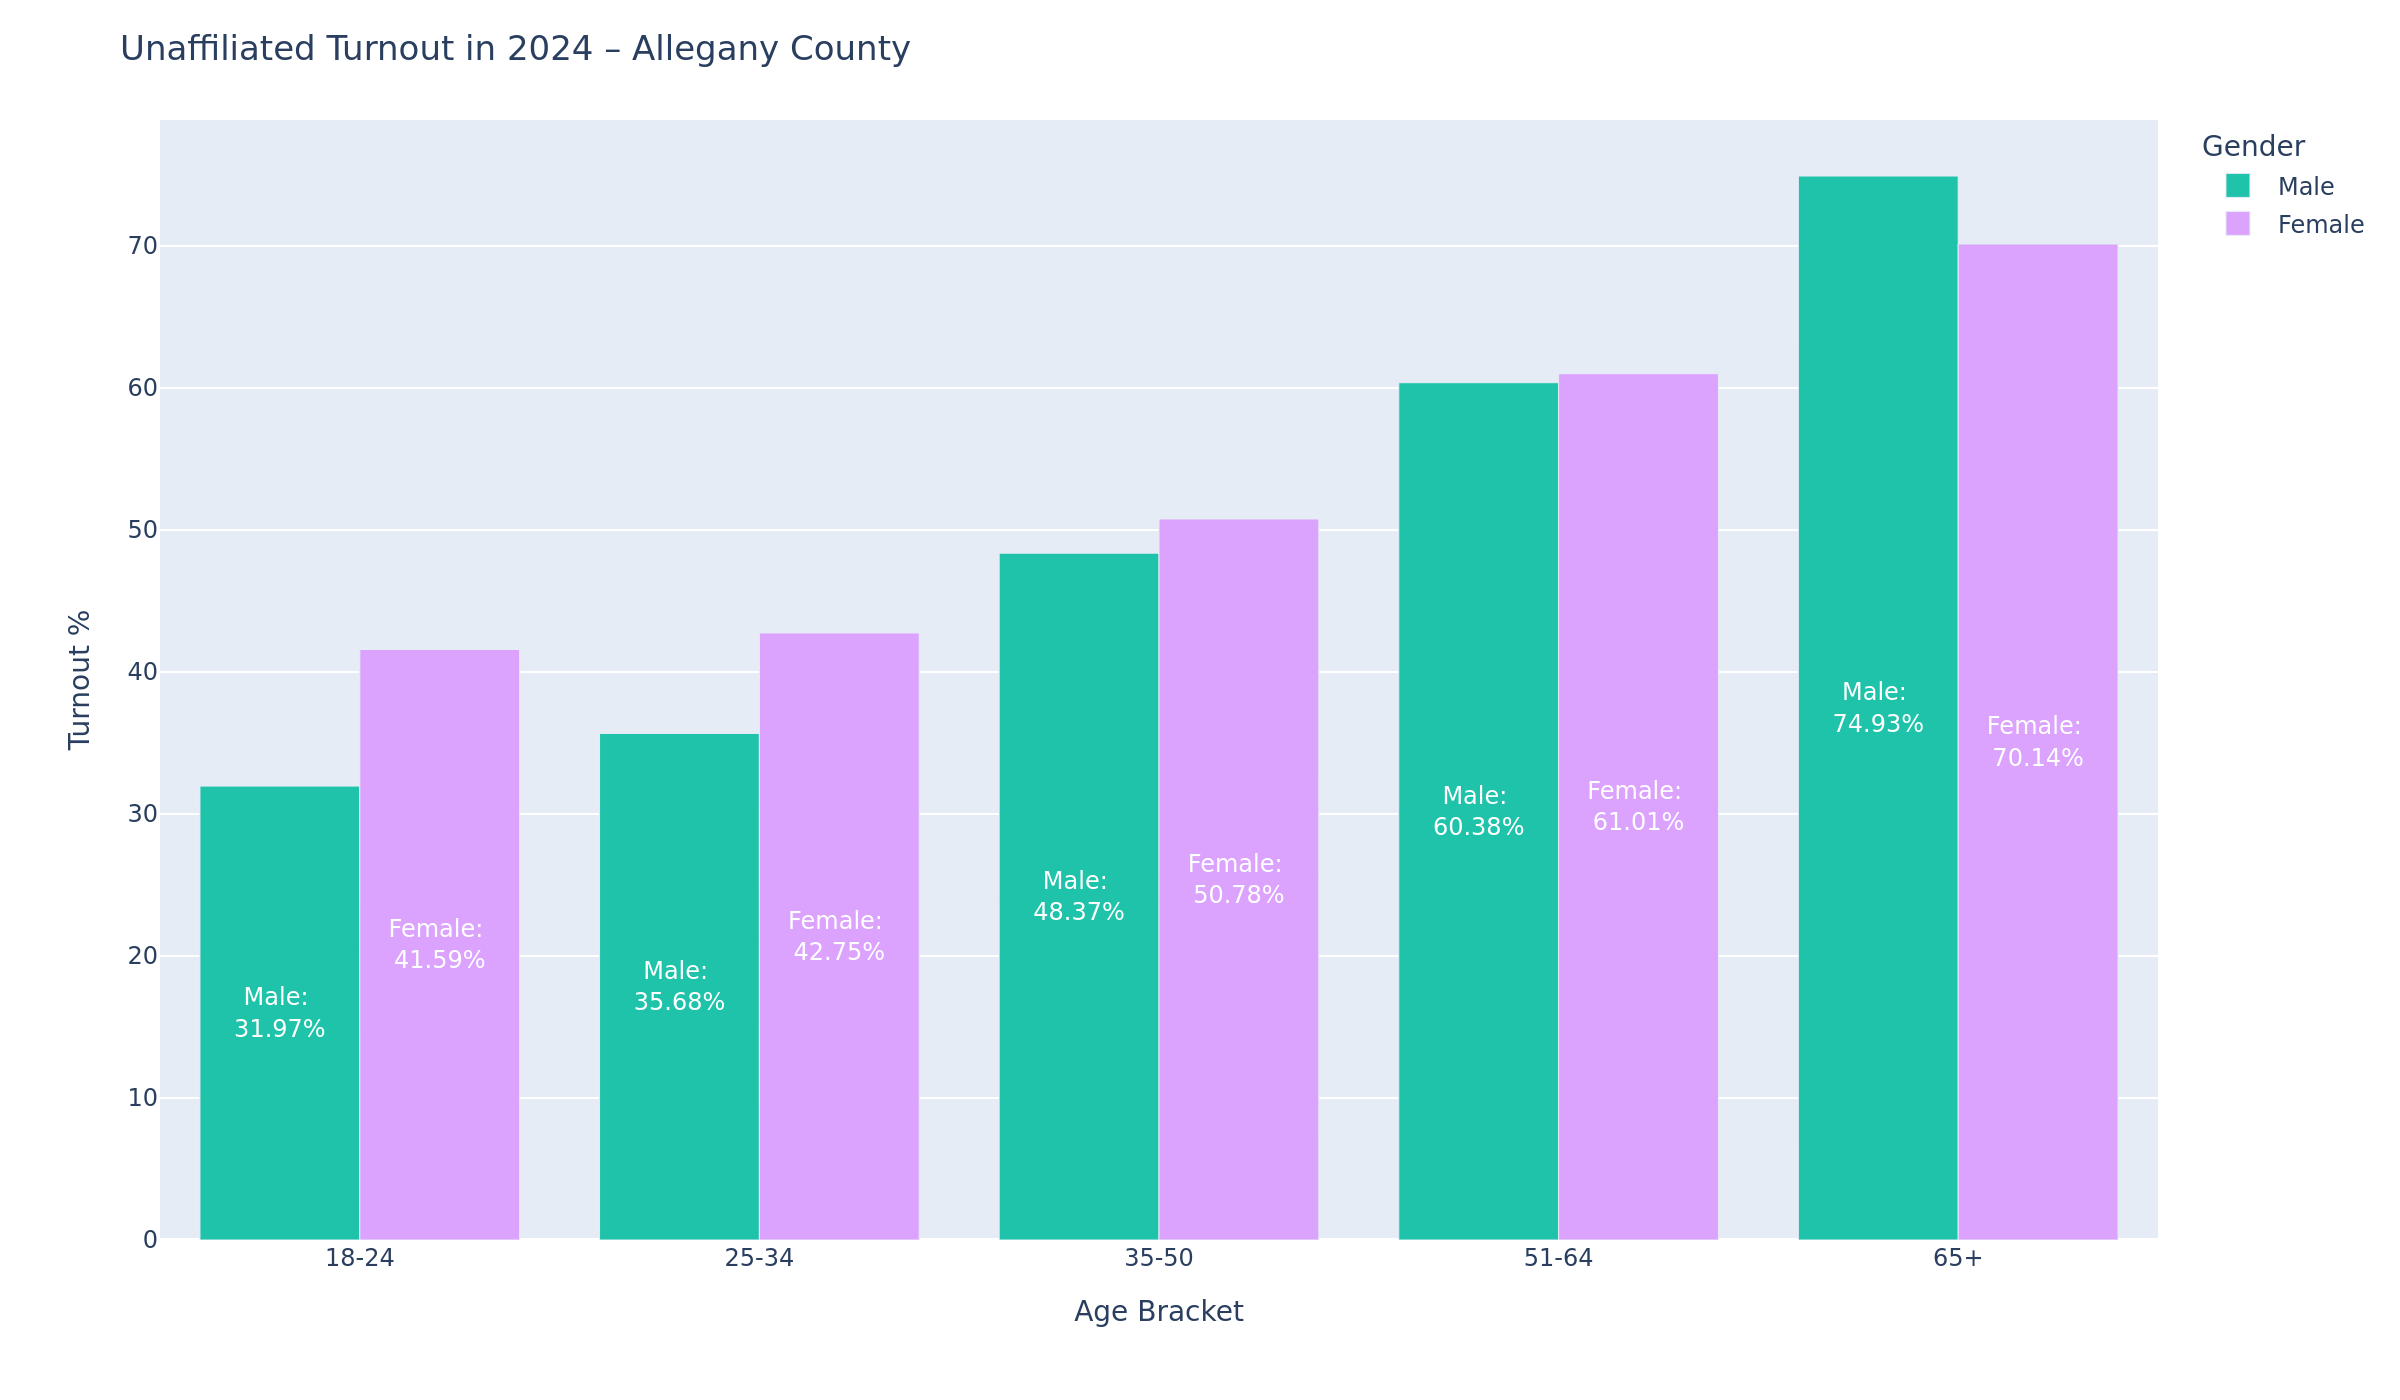 Unaffiliated Turnout in 2024 – Allegany County
Gender
Male
Female
Turnout %
70
60
50
40
30
20
10
0
Male:
31.97%
Female:
41.59%
Male:
35.68%
Female:
42.75%
Male:
48.37%
Female:
50.78%
Male:
60.38%
Female:
61.01%
Male:
74.93%
Female:
70.14%
18-24
25-34
35-50
51-64
65+
Age Bracket